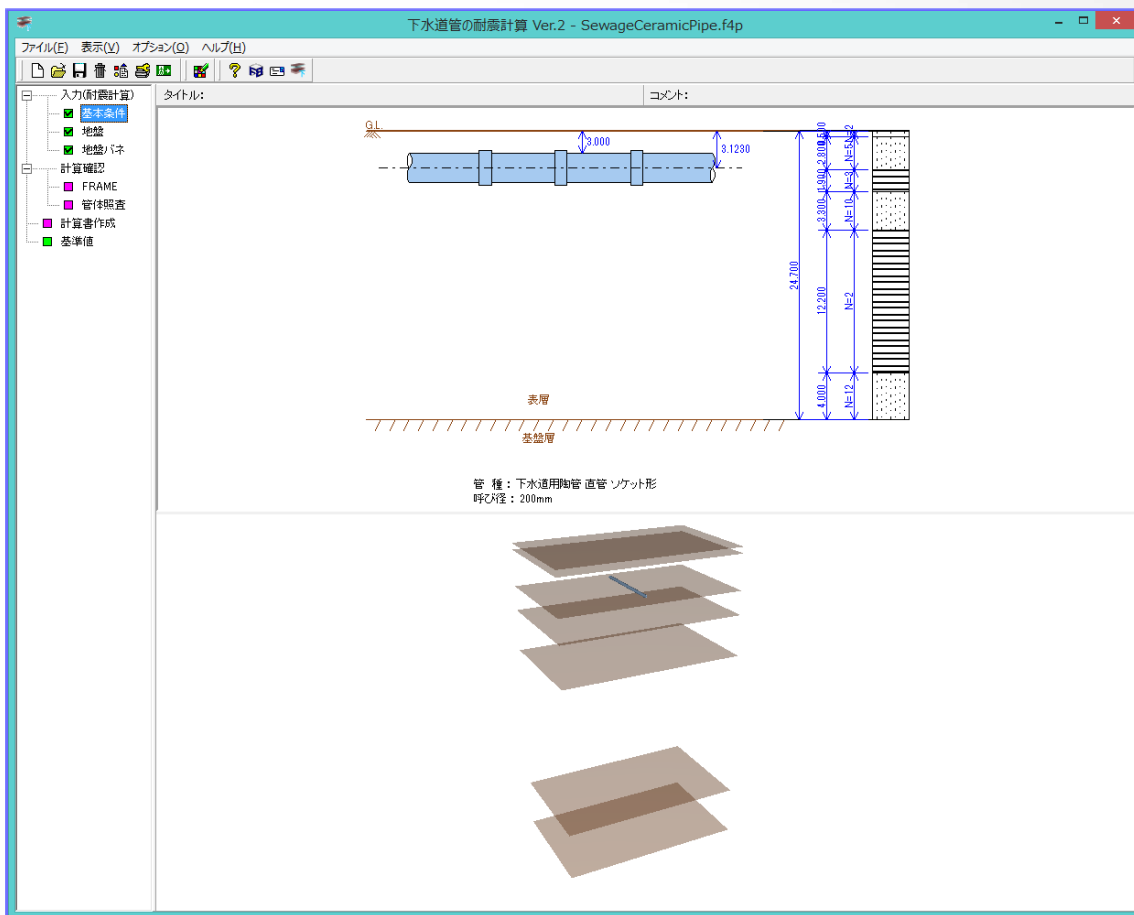 下水道管の耐震計算 Ver.2 - SewageCeramicPipe.f4p
ファイル(F) 表示(V) オプション(O) ヘルプ(H)
入力(耐震計算)
基本条件
地盤
地盤バネ
計算確認
FRAME
管体照査
計算書作成
基準値
タイトル:
コメント:
G.L.
3.000
3.1230
0.500
N=2
2.800
N=5
1.900
N=3
3.300
N=10
24.700
12.200
N=2
4.000
N=12
表層
基盤層
管 種 : 下水道用陶管 直管 ソケット形
呼び径 : 200mm